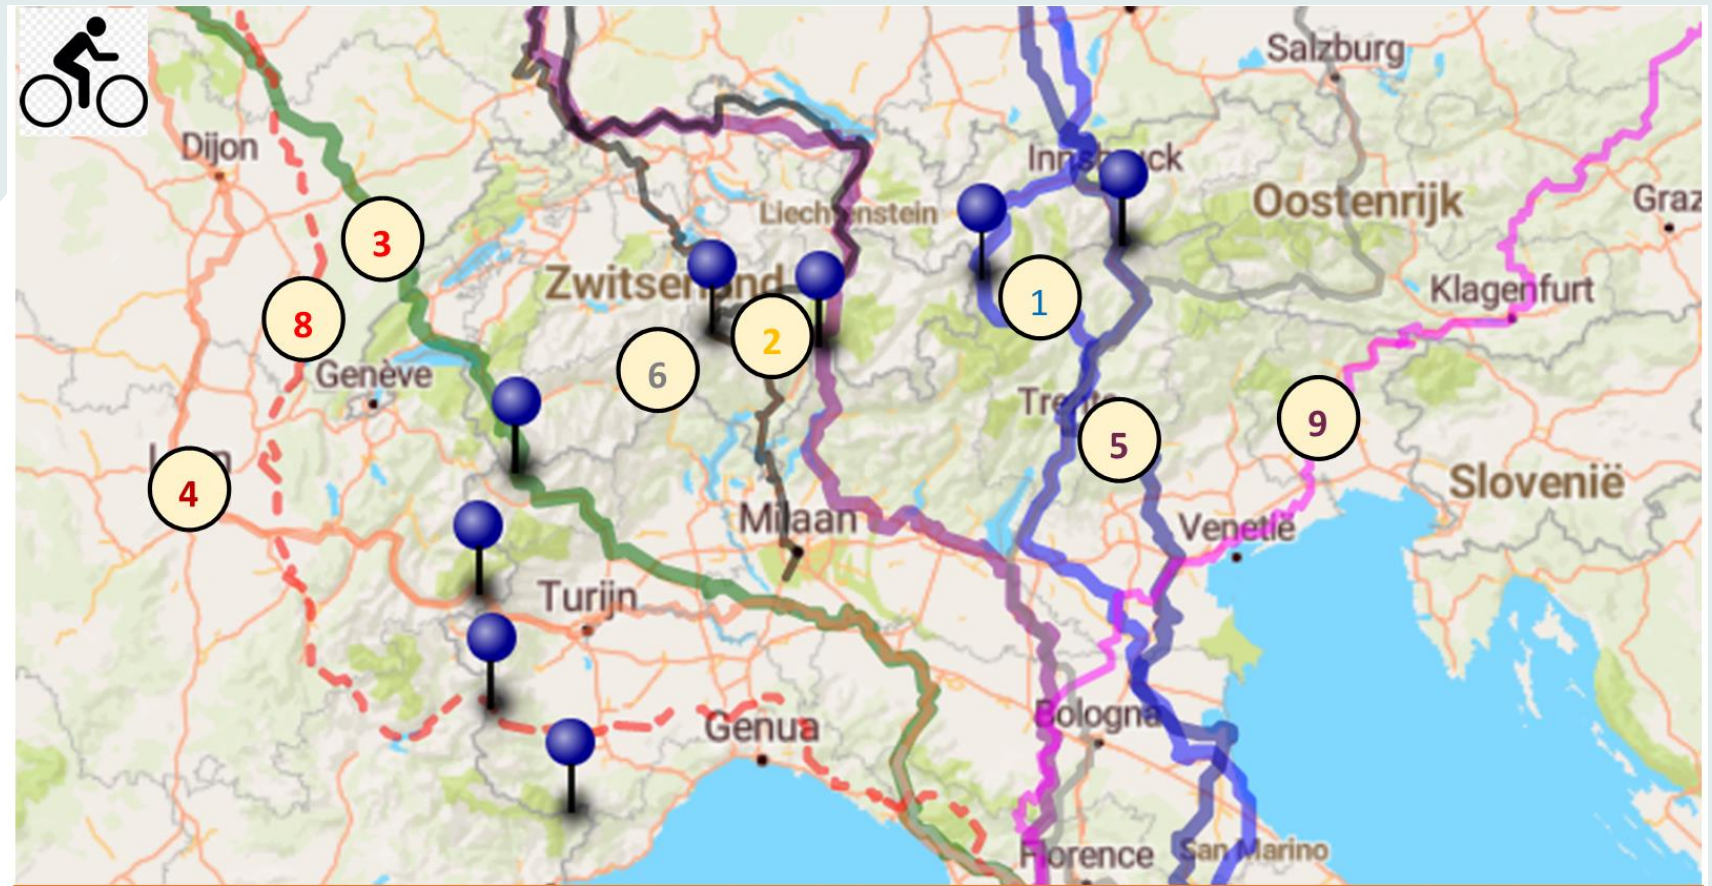 Salzburg
Dijon
Innsbruck
Oostenrijk
Graz
Liechtenstein
3
Zwitserland
Klagenfurt
1
8
2
Genève
6
Trento
9
5
4
Slovenië
Milaan
Venetië
Turijn
Bologna
Genua
Florence
San Marino